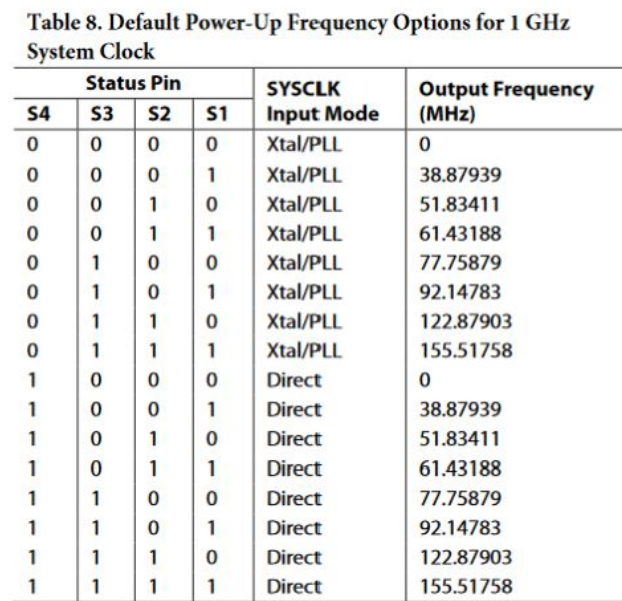 Table 8. Default Power-Up Frequency Options for 1 GHz
System Clock
Status Pin SYSCLK Input Mode Output Frequency (MHz)
S4 S3 S2 S1
0 0 0 0 Xtal/PLL 0
0 0 0 1 Xtal/PLL 38.87939
0 0 1 0 Xtal/PLL 51.83411
0 0 1 1 Xtal/PLL 61.43188
0 1 0 0 Xtal/PLL 77.75879
0 1 0 1 Xtal/PLL 92.14783
0 1 1 0 Xtal/PLL 122.87903
0 1 1 1 Xtal/PLL 155.51758
1 0 0 0 Direct 0
1 0 0 1 Direct 38.87939
1 0 1 0 Direct 51.83411
1 0 1 1 Direct 61.43188
1 1 0 0 Direct 77.75879
1 1 0 1 Direct 92.14783
1 1 1 0 Direct 122.87903
1 1 1 1 Direct 155.51758